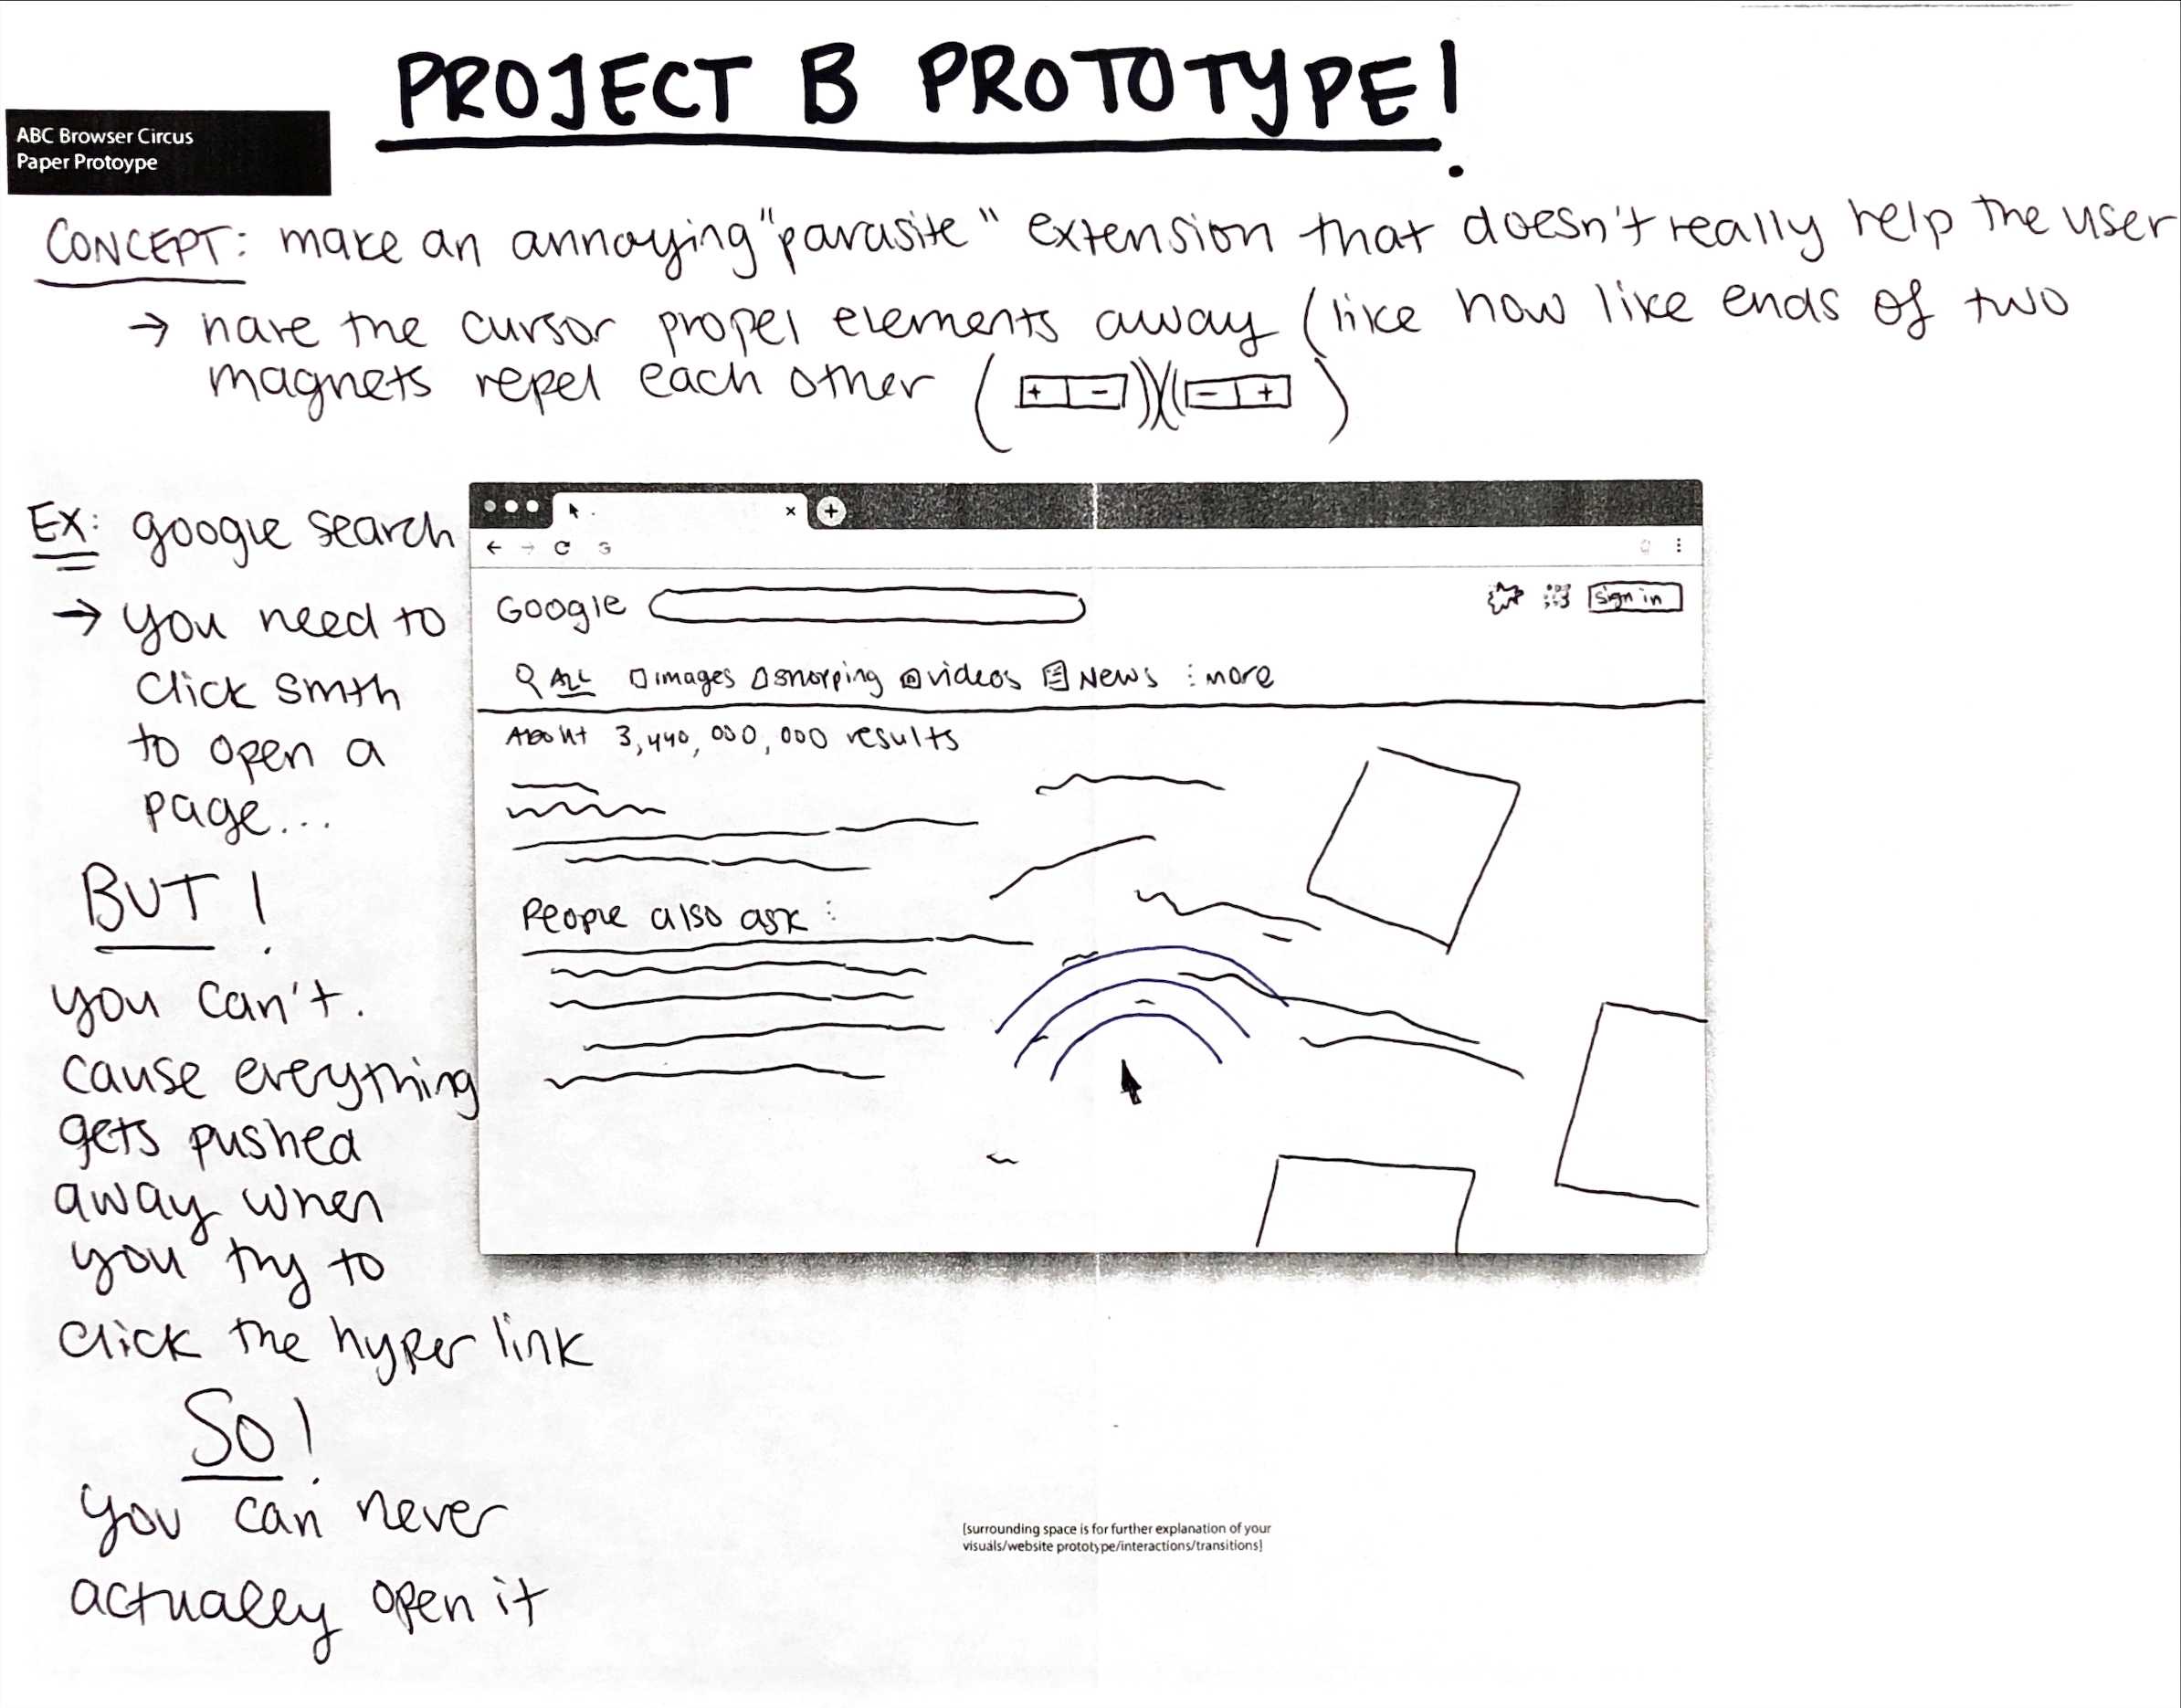 PROJECT B PROTOTYPE!
ABC Browser Circus
Paper Protoype
CONCEPT: make an annoying "parasite" extension that doesn't really help the user
→ have the cursor propel elements away (like how like ends of two
magnets repel each other ( + - - + )
EX: google search
→ you need to
click smth
to open a
page...
BUT!
you can't.
cause everything
gets pushed
away when
you try to
click the hyper link
SO!
you can never
actually open it
Google
sign in
ALL images shopping videos News : more
About 3,440,000,000 results
People also ask :
[surrounding space is for further explanation of your
visuals/website prototype/interactions/transitions]